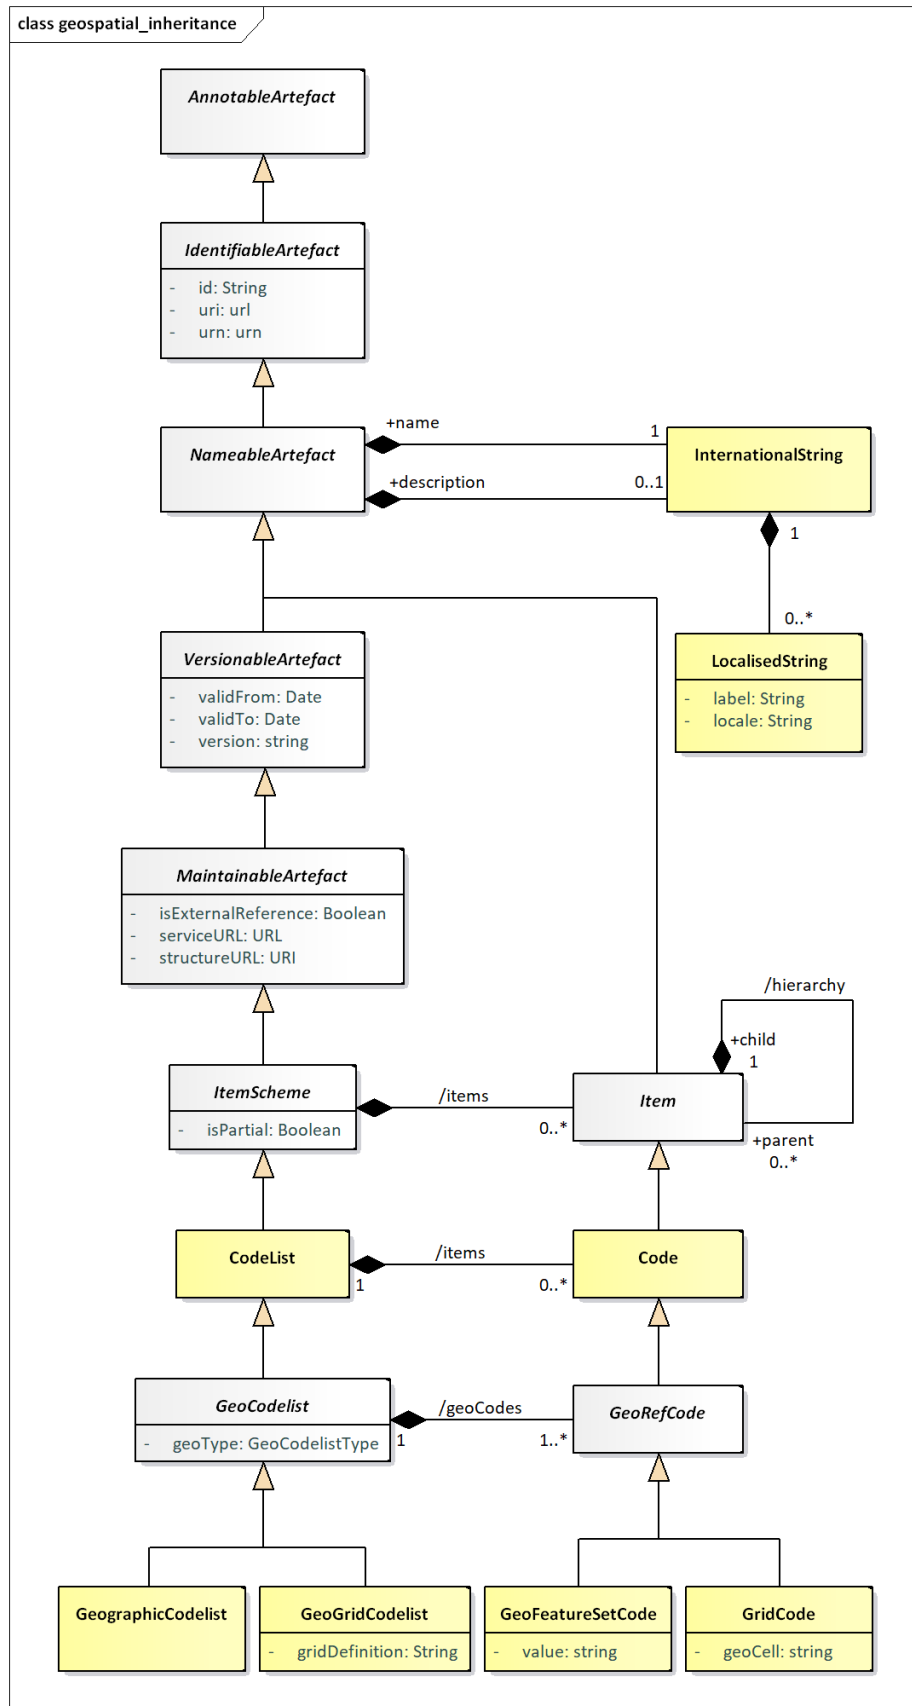 class geospatial_inheritance
AnnotableArtefact
IdentifiableArtefact
- id: String
- uri: url
- urn: urn
NameableArtefact
+name
1
+description
0..1
InternationalString
1
0..*
VersionableArtefact
- validFrom: Date
- validTo: Date
- version: string
LocalisedString
- label: String
- locale: String
MaintainableArtefact
- isExternalReference: Boolean
- serviceURL: URL
- structureURL: URI
/hierarchy
+child
1
ItemScheme
- isPartial: Boolean
/items
0..*
Item
+parent
0..*
CodeList
1
/items
0..*
Code
GeoCodelist
- geoType: GeoCodelistType
1
/geoCodes
1..*
GeoRefCode
GeographicCodelist
GeoGridCodelist
- gridDefinition: String
GeoFeatureSetCode
- value: string
GridCode
- geoCell: string